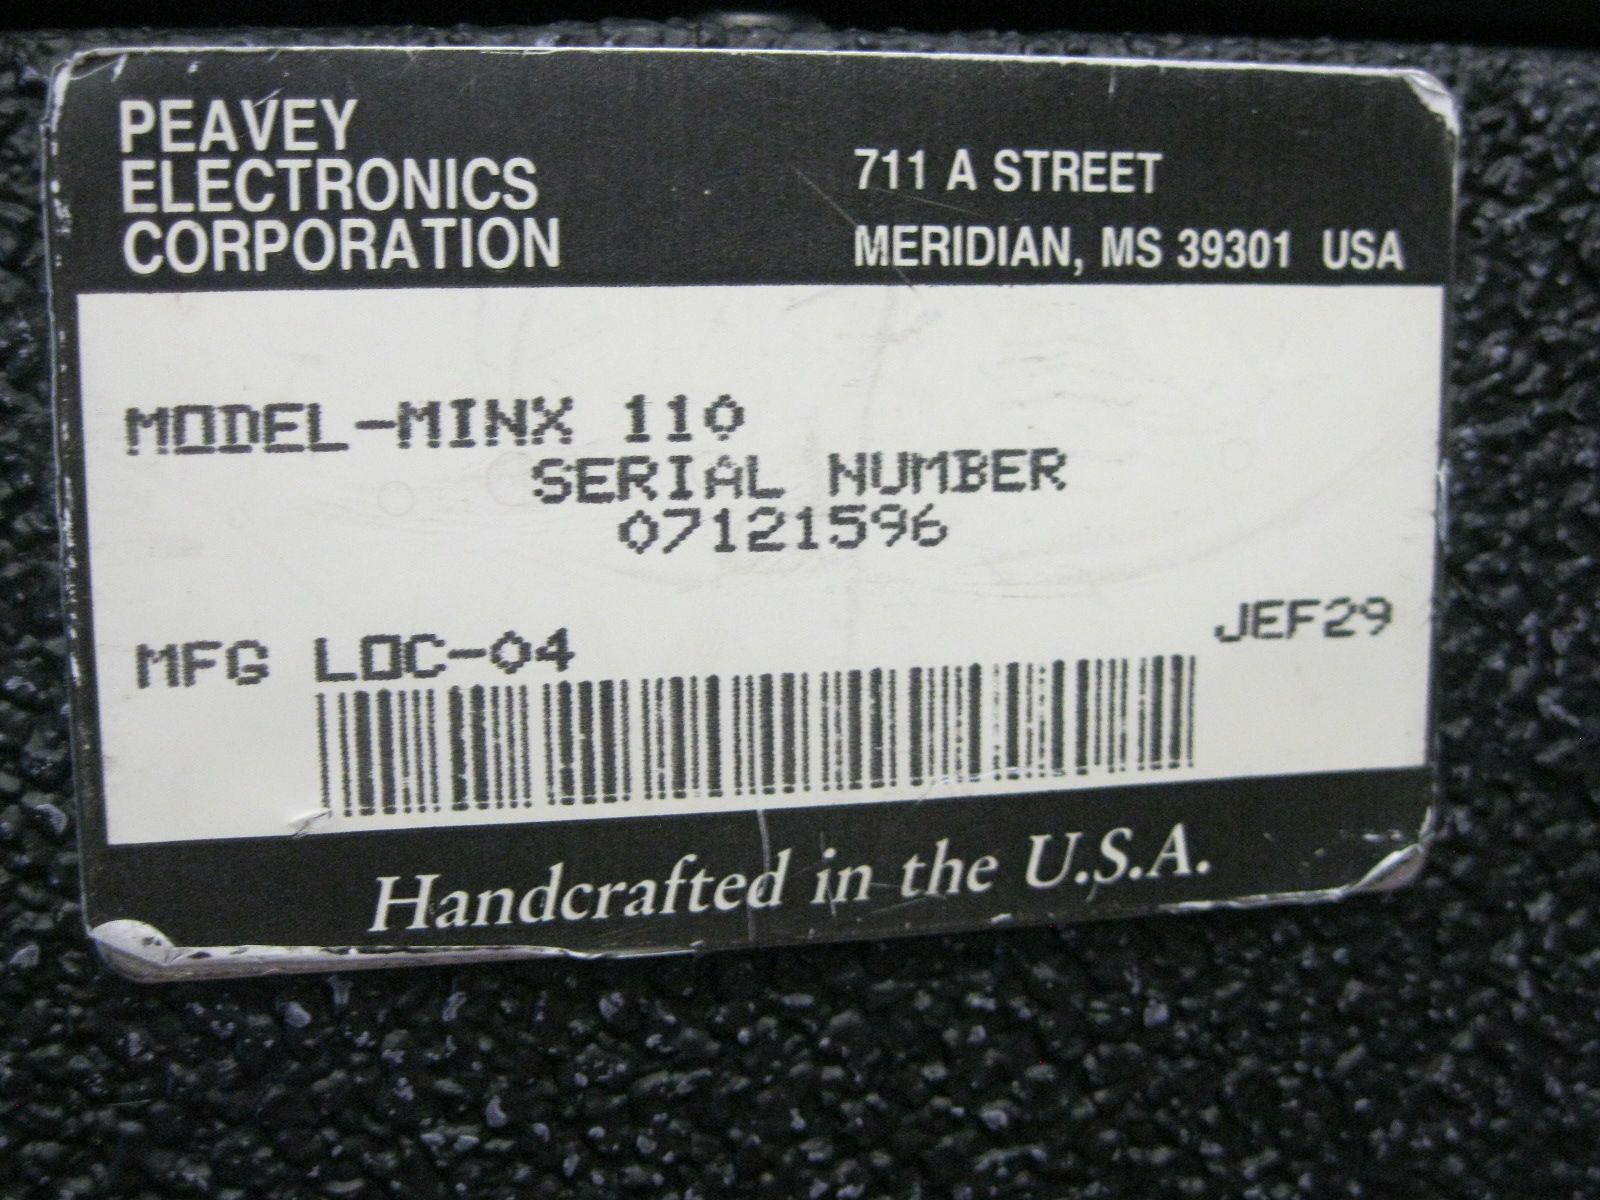 PEAVEY
ELECTRONICS
CORPORATION
711 A STREET
MERIDIAN, MS 39301 USA
MODEL-MINX 110
SERIAL NUMBER
07121596
JEF29
MFG LOC-04
Handcrafted in the U.S.A.